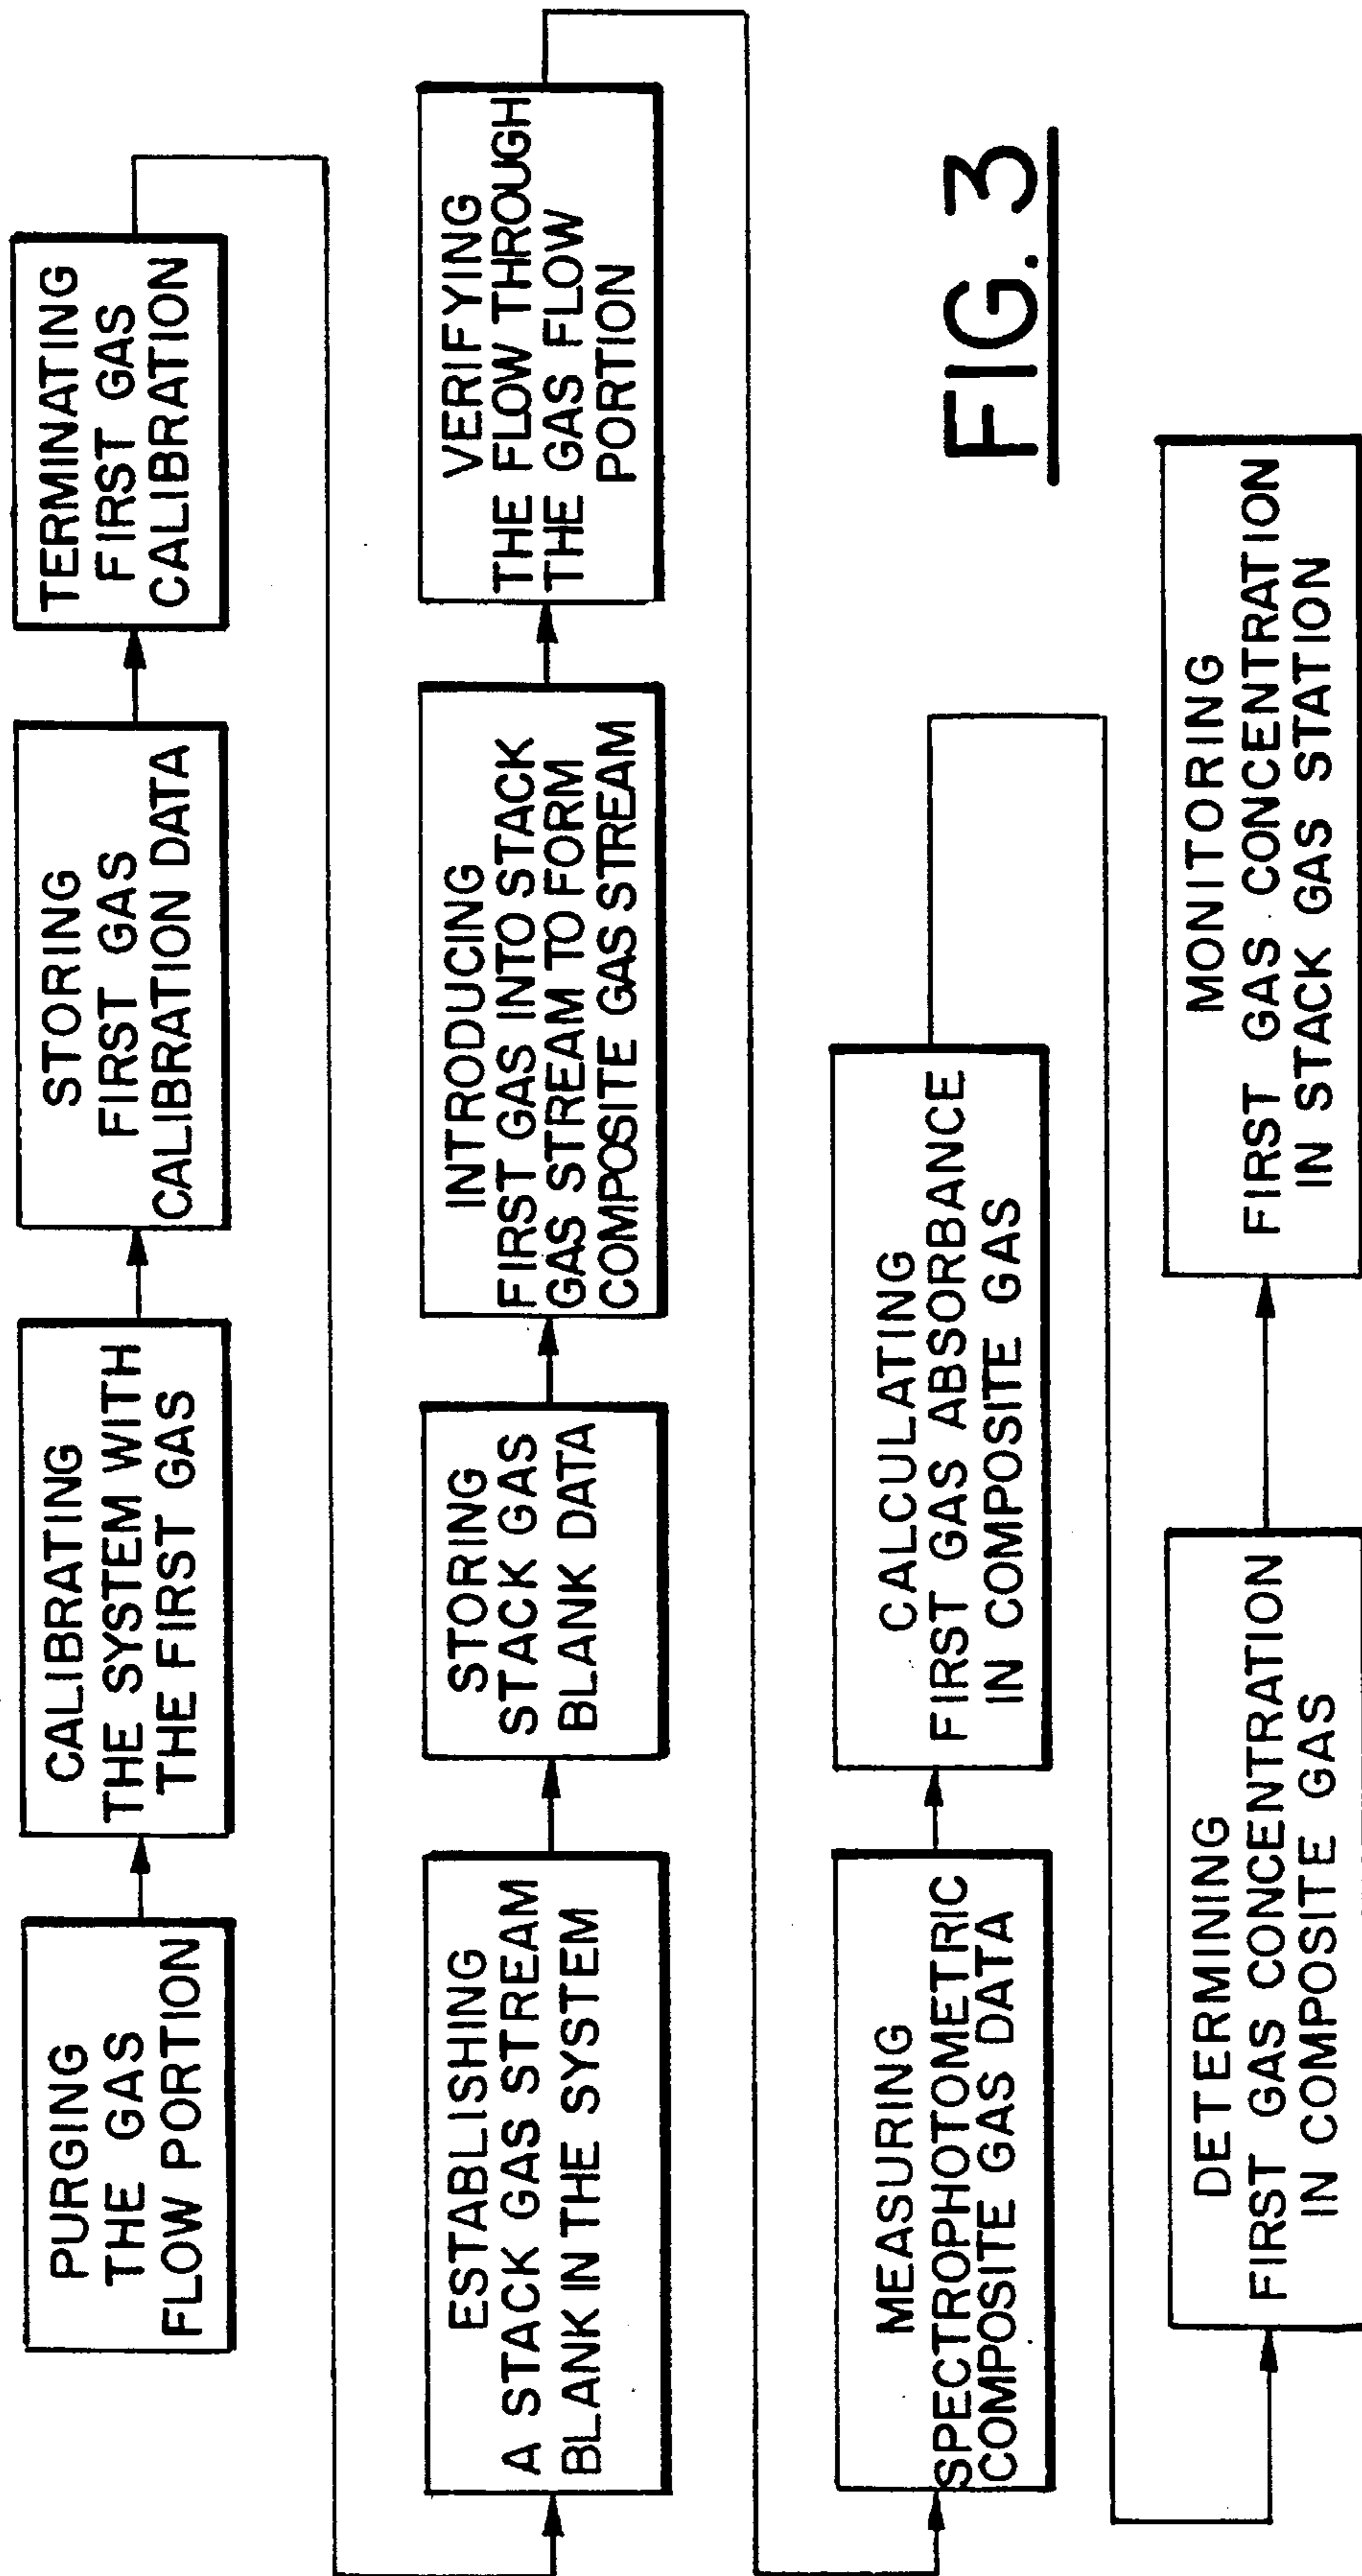 PURGING
THE GAS
FLOW PORTION
CALIBRATING
THE SYSTEM WITH
THE FIRST GAS
STORING
FIRST GAS
CALIBRATION DATA
TERMINATING
FIRST GAS
CALIBRATION
ESTABLISHING
A STACK GAS STREAM
BLANK IN THE SYSTEM
STORING
STACK GAS
BLANK DATA
INTRODUCING
FIRST GAS INTO STACK
GAS STREAM TO FORM
COMPOSITE GAS STREAM
VERIFYING
THE FLOW THROUGH
THE GAS FLOW
PORTION
MEASURING
SPECTROPHOTOMETRIC
COMPOSITE GAS DATA
CALCULATING
FIRST GAS ABSORBANCE
IN COMPOSITE GAS
DETERMINING
FIRST GAS CONCENTRATION
IN COMPOSITE GAS
MONITORING
FIRST GAS CONCENTRATION
IN STACK GAS STATION
FIG. 3